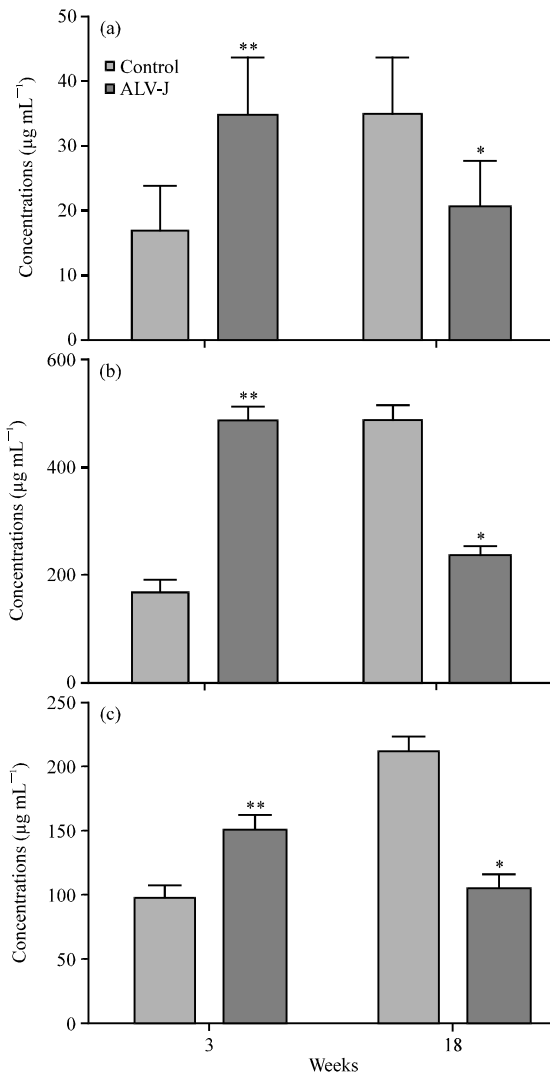 (a)
Control
ALV-J
**
*
50
40
30
20
10
0
Concentrations (µg mL⁻¹)
(b)
**
*
600
400
200
0
Concentrations (µg mL⁻¹)
(c)
**
*
250
200
150
100
50
0
Concentrations (µg mL⁻¹)
3
18
Weeks